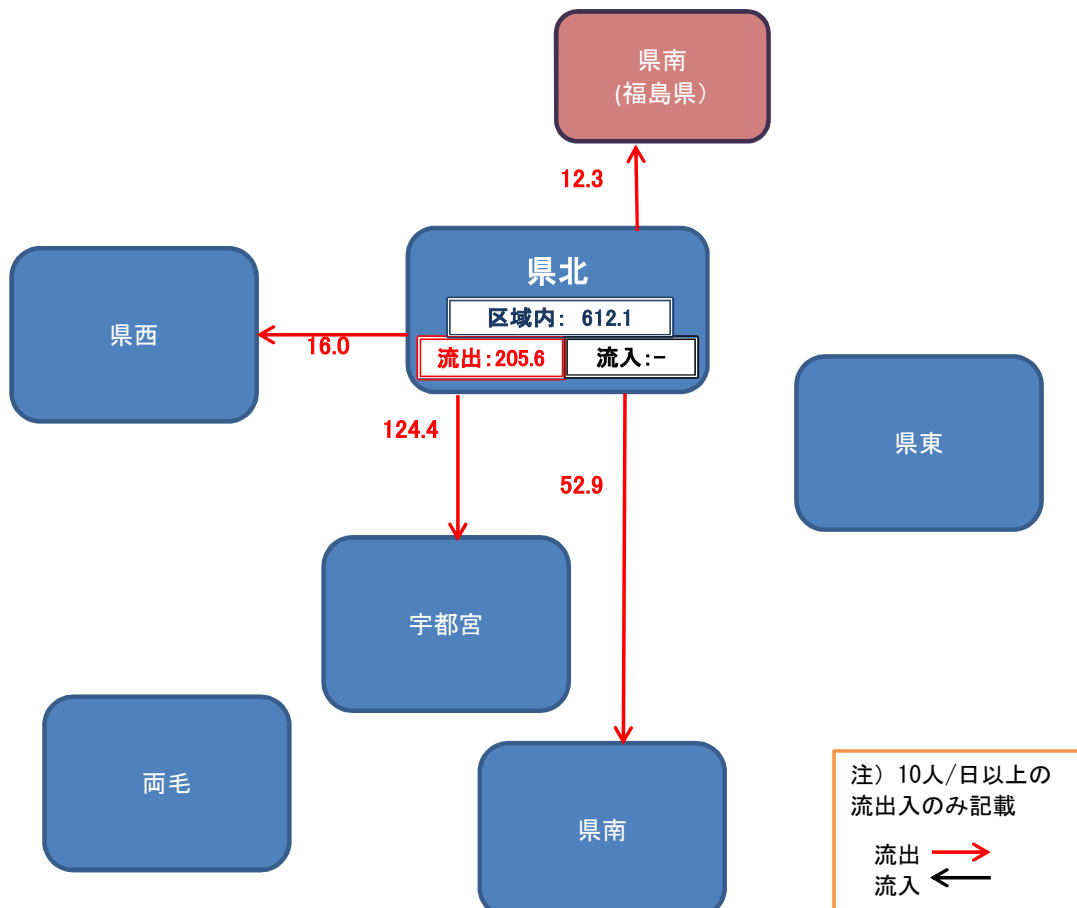 県南
(福島県）
12.3
県北
区域内： 612.1
流出：205.6
流入：－
県西
16.0
県東
124.4
52.9
宇都宮
両毛
県南
注）10人/日以上の
流出入のみ記載
流出
流入